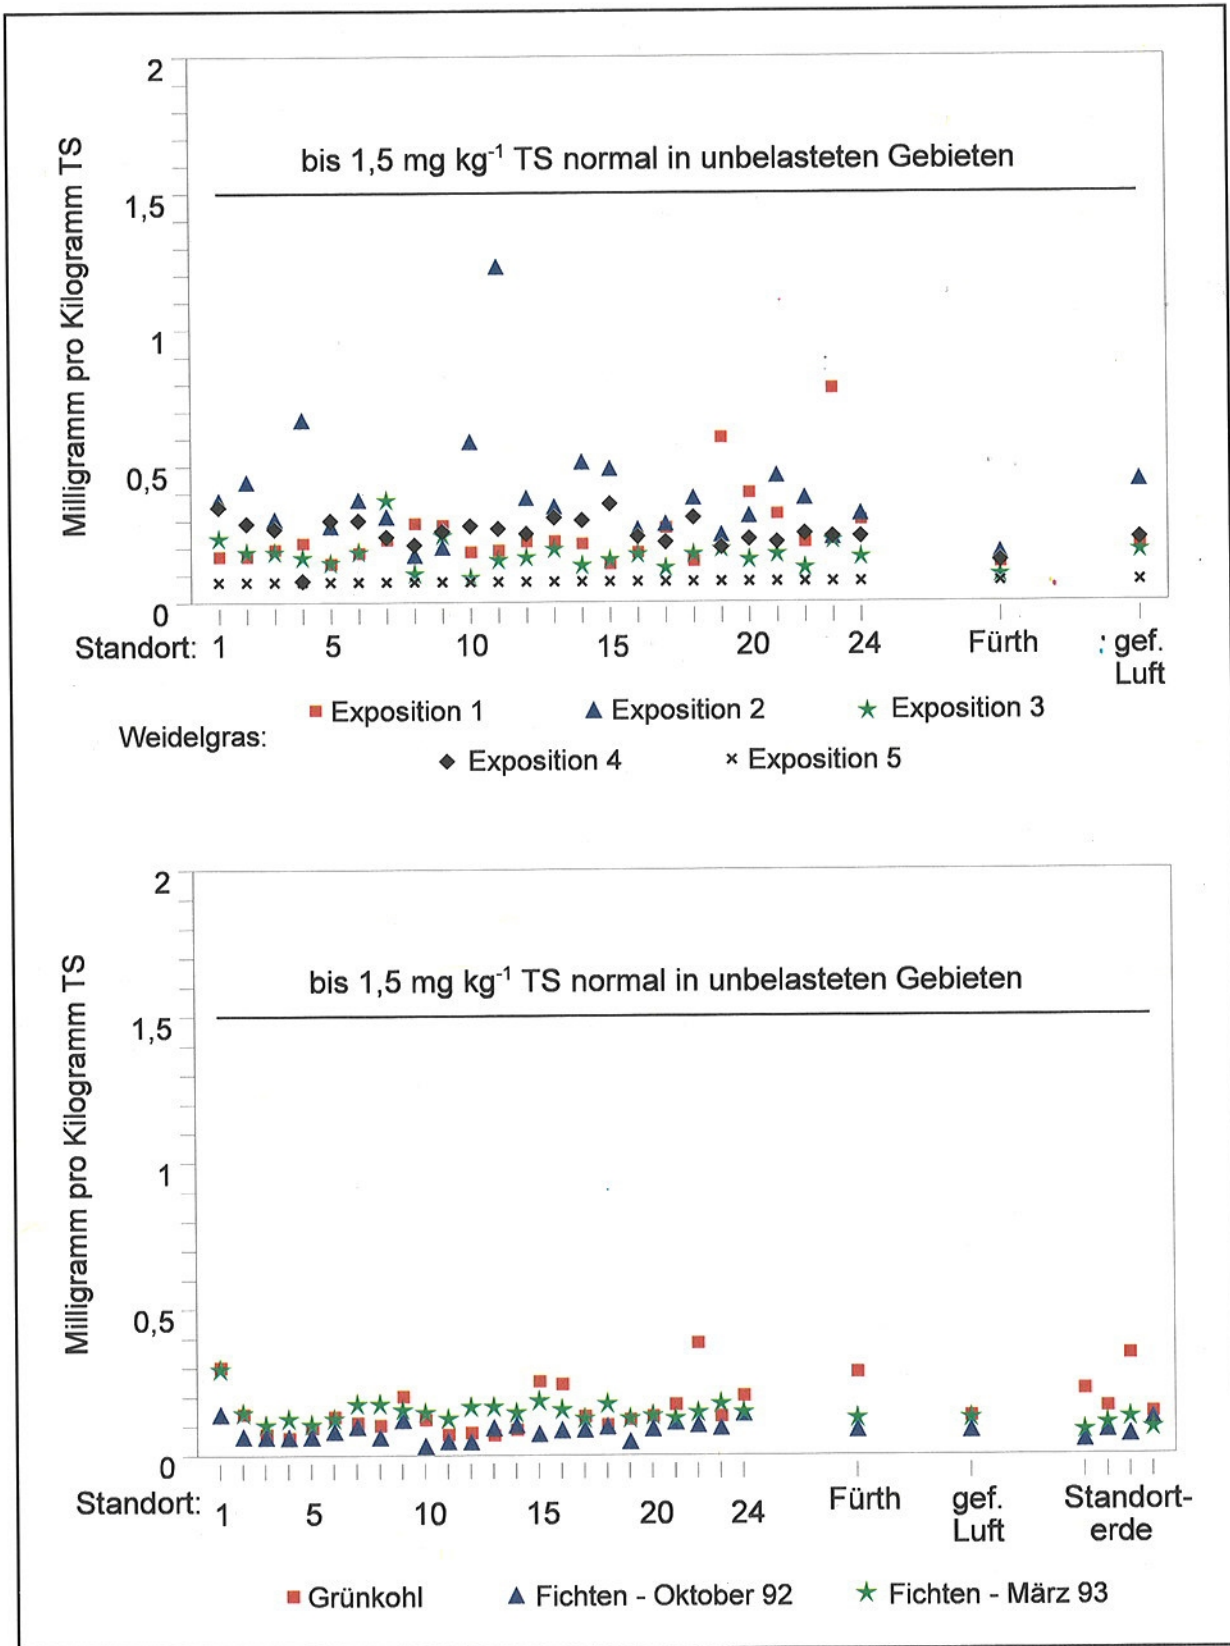 Milligramm pro Kilogramm TS
2
1,5
1
0,5
0
bis 1,5 mg kg⁻¹ TS normal in unbelasteten Gebieten
Standort: 1 5 10 15 20 24 Fürth gef.
Luft
Weidelgras:
Exposition 1 Exposition 2 Exposition 3
Exposition 4 Exposition 5
Milligramm pro Kilogramm TS
2
1,5
1
0,5
0
bis 1,5 mg kg⁻¹ TS normal in unbelasteten Gebieten
Standort: 1 5 10 15 20 24 Fürth gef. Standort-
Luft erde
Grünkohl Fichten - Oktober 92 Fichten - März 93